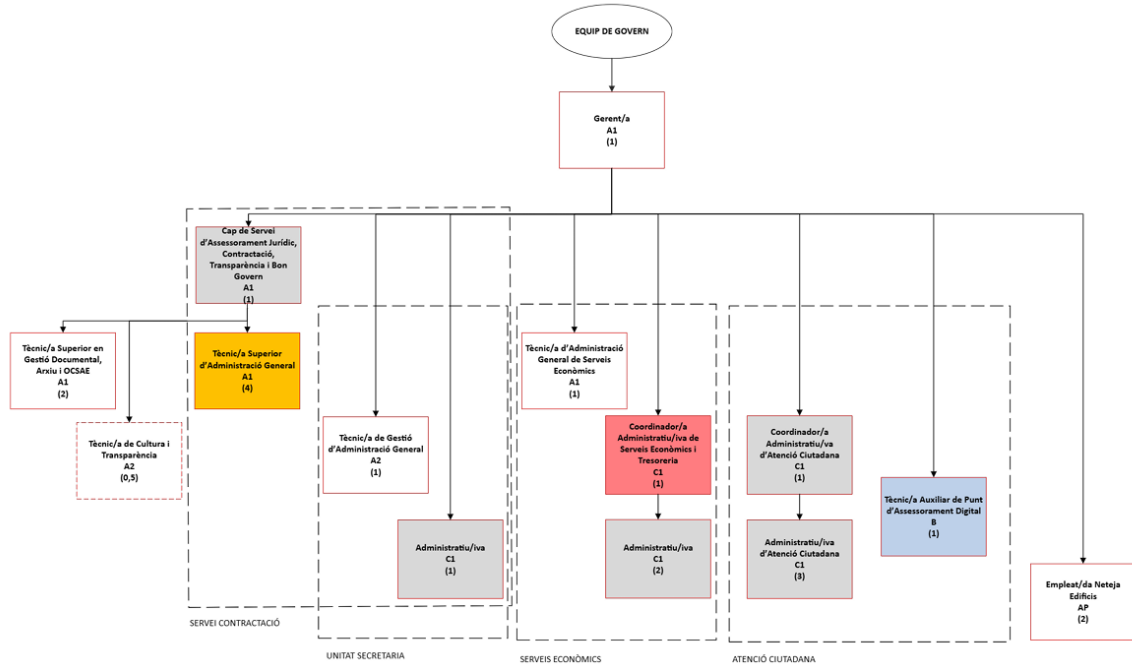 EQUIP DE GOVERN
Gerent/a
A1
(1)
Cap de Servei
d'Assessorament Jurídic,
Contractació,
Transparència i Bon
Govern
A1
(1)
Tècnic/a Superior en
Gestió Documental,
Arxiu i OCSAE
A1
(2)
Tècnic/a Superior
d'Administració General
A1
(4)
Tècnic/a d'Administració
General de Serveis
Econòmics
A1
(1)
Tècnic/a de Cultura i
Transparència
A2
(0,5)
Tècnic/a de Gestió
d'Administració General
A2
(1)
Coordinador/a
Administratiu/iva de
Serveis Econòmics i
Tresoreria
C1
(1)
Coordinador/a
Administratiu/va
d'Atenció Ciutadana
C1
(1)
Tècnic/a Auxiliar de Punt
d'Assessorament Digital
B
(1)
Administratiu/iva
C1
(1)
Administratiu/iva
C1
(2)
Administratiu/iva
d'Atenció Ciutadana
C1
(3)
Empleat/da Neteja
Edificis
AP
(2)
SERVEI CONTRACTACIÓ
UNITAT SECRETARIA
SERVEIS ECONÒMICS
ATENCIÓ CIUTADANA